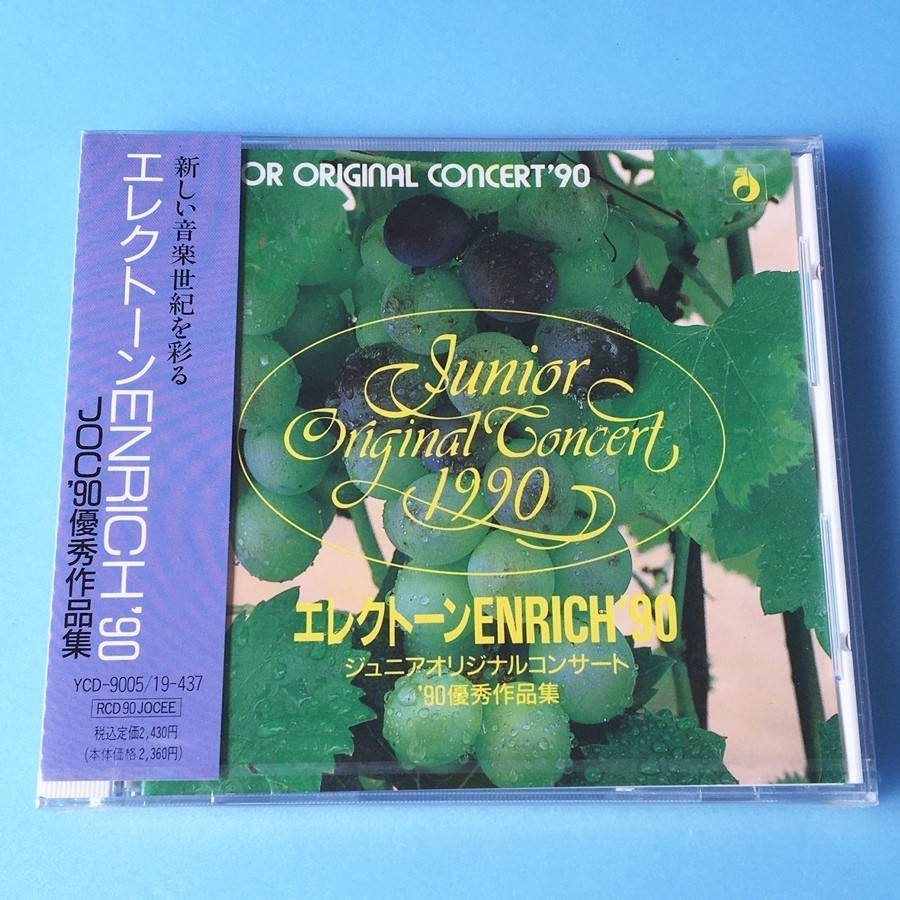 新しい音楽世紀を彩る
エレクトーンENRICH'90
JOC'90優秀作品集
YCD-9005/19-437
RCD 90 JOCEE
税込定価2,430円
(本体価格2,360円)
OR ORIGINAL CONCERT'90
Junior
Original Concert
1990
エレクトーンENRICH'90
ジュニアオリジナルコンサート
'90優秀作品集